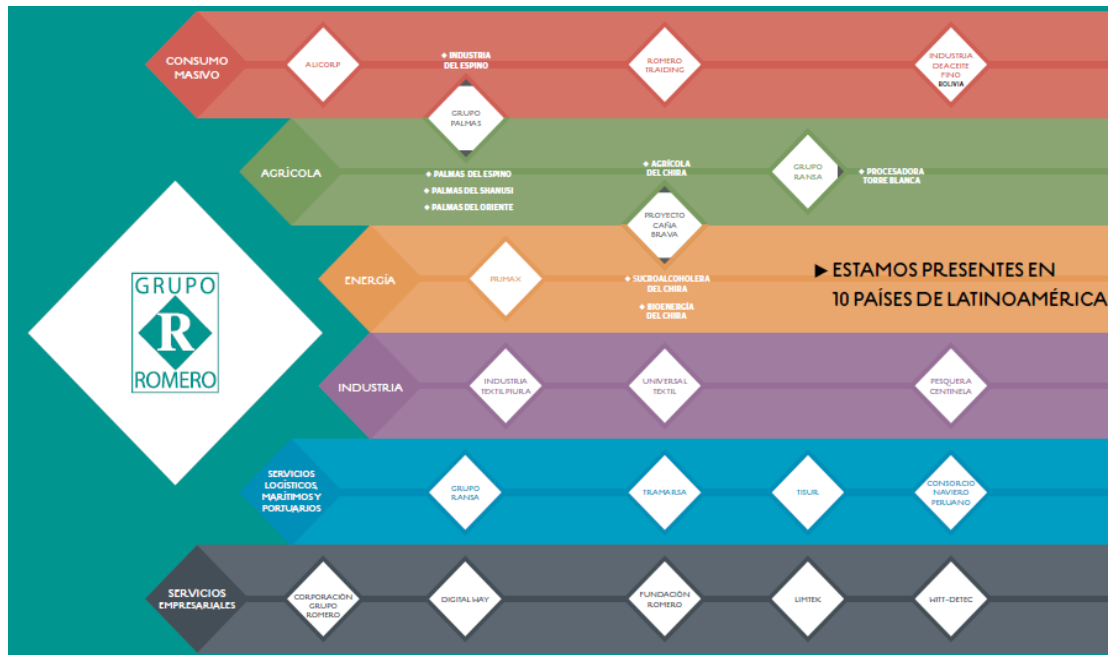 GRUPO
R
ROMERO
CONSUMO
MASIVO
ALICORP
✦ INDUSTRIA
DEL ESPINO
GRUPO
PALMAS
ROMERO
TRAIDING
INDUSTRIA
DEACEITE
FINO
BOLIVIA
AGRÌCOLA
✦ PALMAS DEL ESPINO
✦ PALMAS DEL SHANUSI
✦ PALMAS DEL ORIENTE
✦ AGRÍCOLA
DEL CHIRA
PROYECTO
CAÑA
BRAVA
GRUPO
RANSA
✦ PROCESADORA
TORRE BLANCA
ENERGÍA
PRIMAX
✦ SUCROALCOHOLERA
DEL CHIRA
✦ BIOENERGÍA
DEL CHIRA
▶ ESTAMOS PRESENTES EN
10 PAÍSES DE LATINOAMÉRICA
INDUSTRIA
INDUSTRIA
TEXTIL PIURA
UNIVERSAL
TEXTIL
PESQUERA
CENTINELA
SERVICIOS
LOGÍSTICOS,
MARÍTIMOS Y
PORTUARIOS
GRUPO
RANSA
TRAMARSA
TISUR
CONSORCIO
NAVIERO
PERUANO
SERVICIOS
EMPRESARIALES
CORPORACIÓN
GRUPO
ROMERO
DIGITAL WAY
FUNDACIÓN
ROMERO
LIMTEK
WITT-DETEC